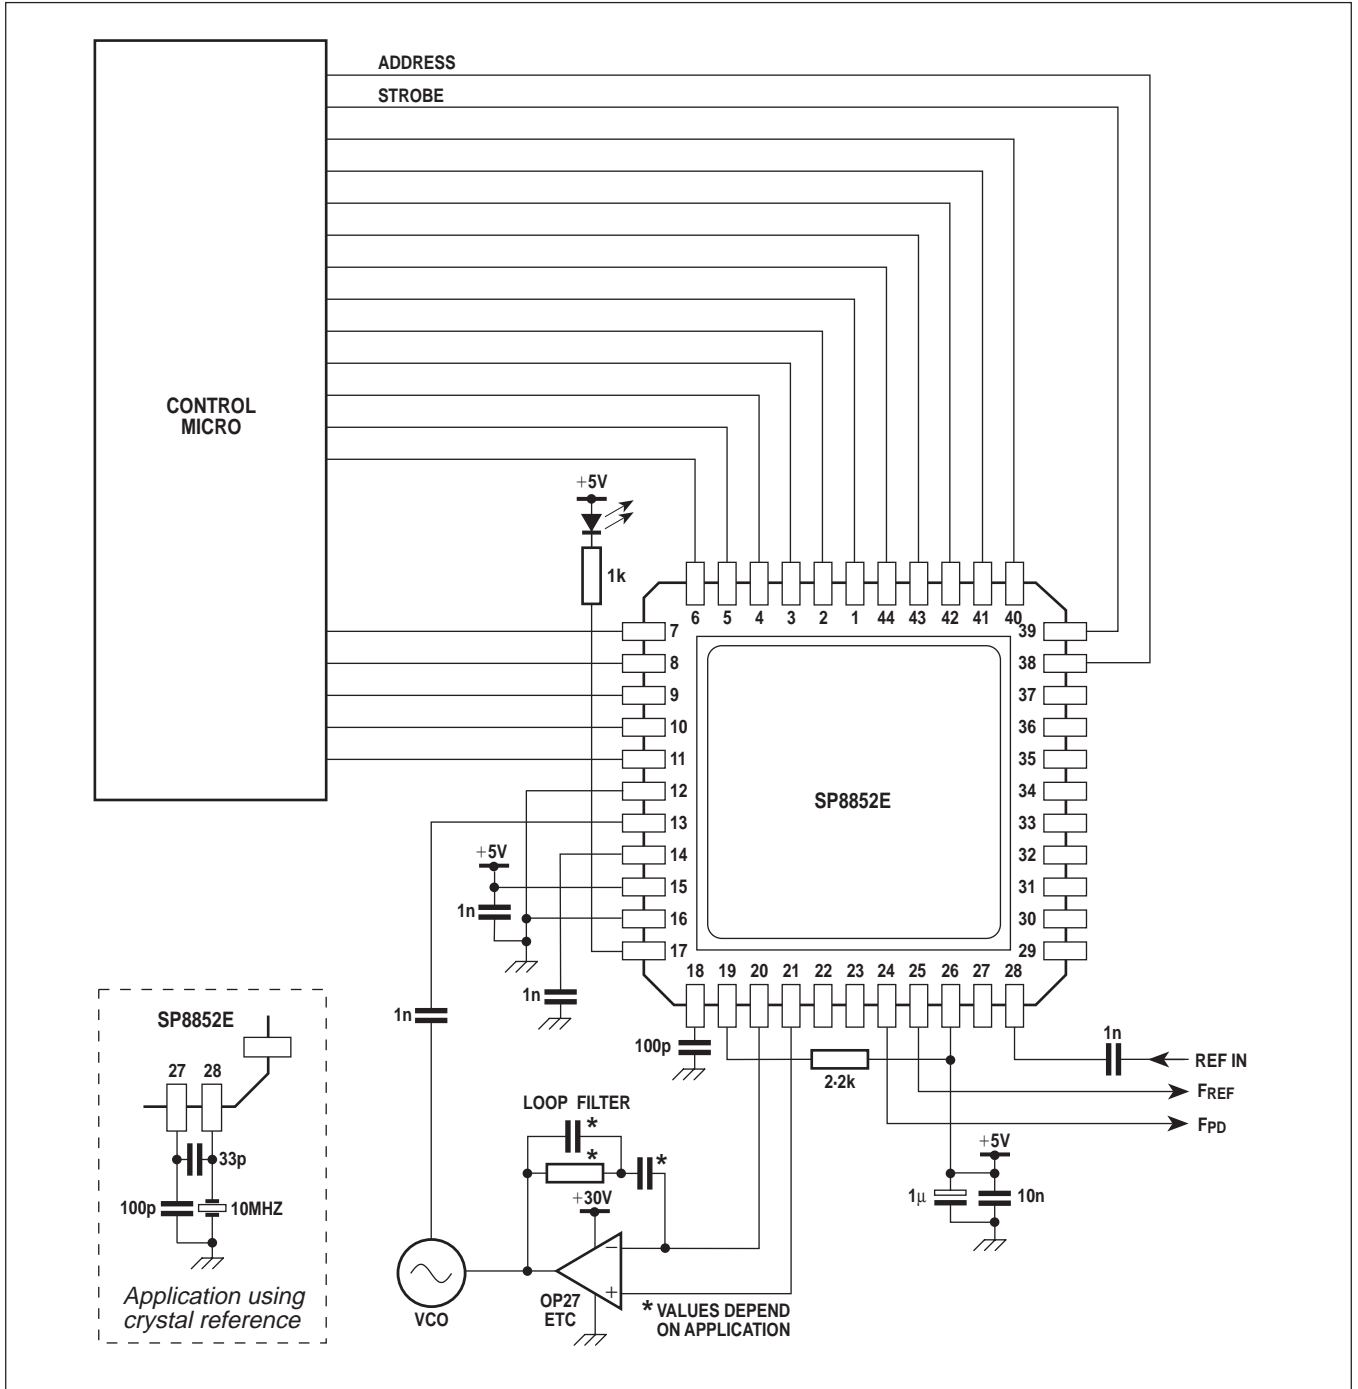 ADDRESS
STROBE
CONTROL
MICRO
+5V
1k
6 5 4 3 2 1 44 43 42 41 40
7
8
9
10
11
12
13
14
15
16
17
39
38
37
36
35
34
33
32
31
30
29
SP8852E
18 19 20 21 22 23 24 25 26 27 28
+5V
1n
1n
1n
100p
2·2k
1n
REF IN
FREF
FPD
+5V
1µ
10n
LOOP FILTER
*
*
*
+30V
−
+
OP27
ETC
VCO
* VALUES DEPEND
ON APPLICATION
SP8852E
27 28
33p
100p
10MHZ
Application using
crystal reference